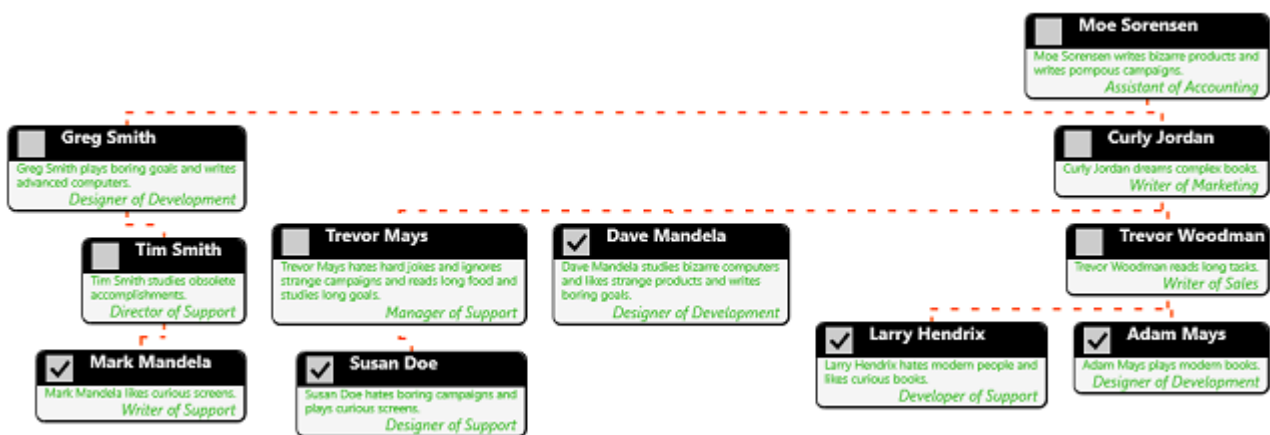 Moe Sorensen
Moe Sorensen writes bizarre products and
writes pompous campaigns.
Assistant of Accounting
Greg Smith
Greg Smith plays boring goals and writes
advanced computers.
Designer of Development
Curly Jordan
Curly Jordan dreams complex books.
Writer of Marketing
Tim Smith
Tim Smith studies obsolete
accomplishments.
Director of Support
Trevor Mays
Trevor Mays hates hard jokes and ignores
strange campaigns and reads long food and
studies long goals.
Manager of Support
Dave Mandela
Dave Mandela studies bizarre computers
and likes strange products and writes
boring goals.
Designer of Development
Trevor Woodman
Trevor Woodman reads long tasks.
Writer of Sales
Mark Mandela
Mark Mandela likes curious screens.
Writer of Support
Susan Doe
Susan Doe hates boring campaigns and
plays curious screens.
Designer of Support
Larry Hendrix
Larry Hendrix hates modern people and
likes curious books.
Developer of Support
Adam Mays
Adam Mays plays modern books.
Designer of Development